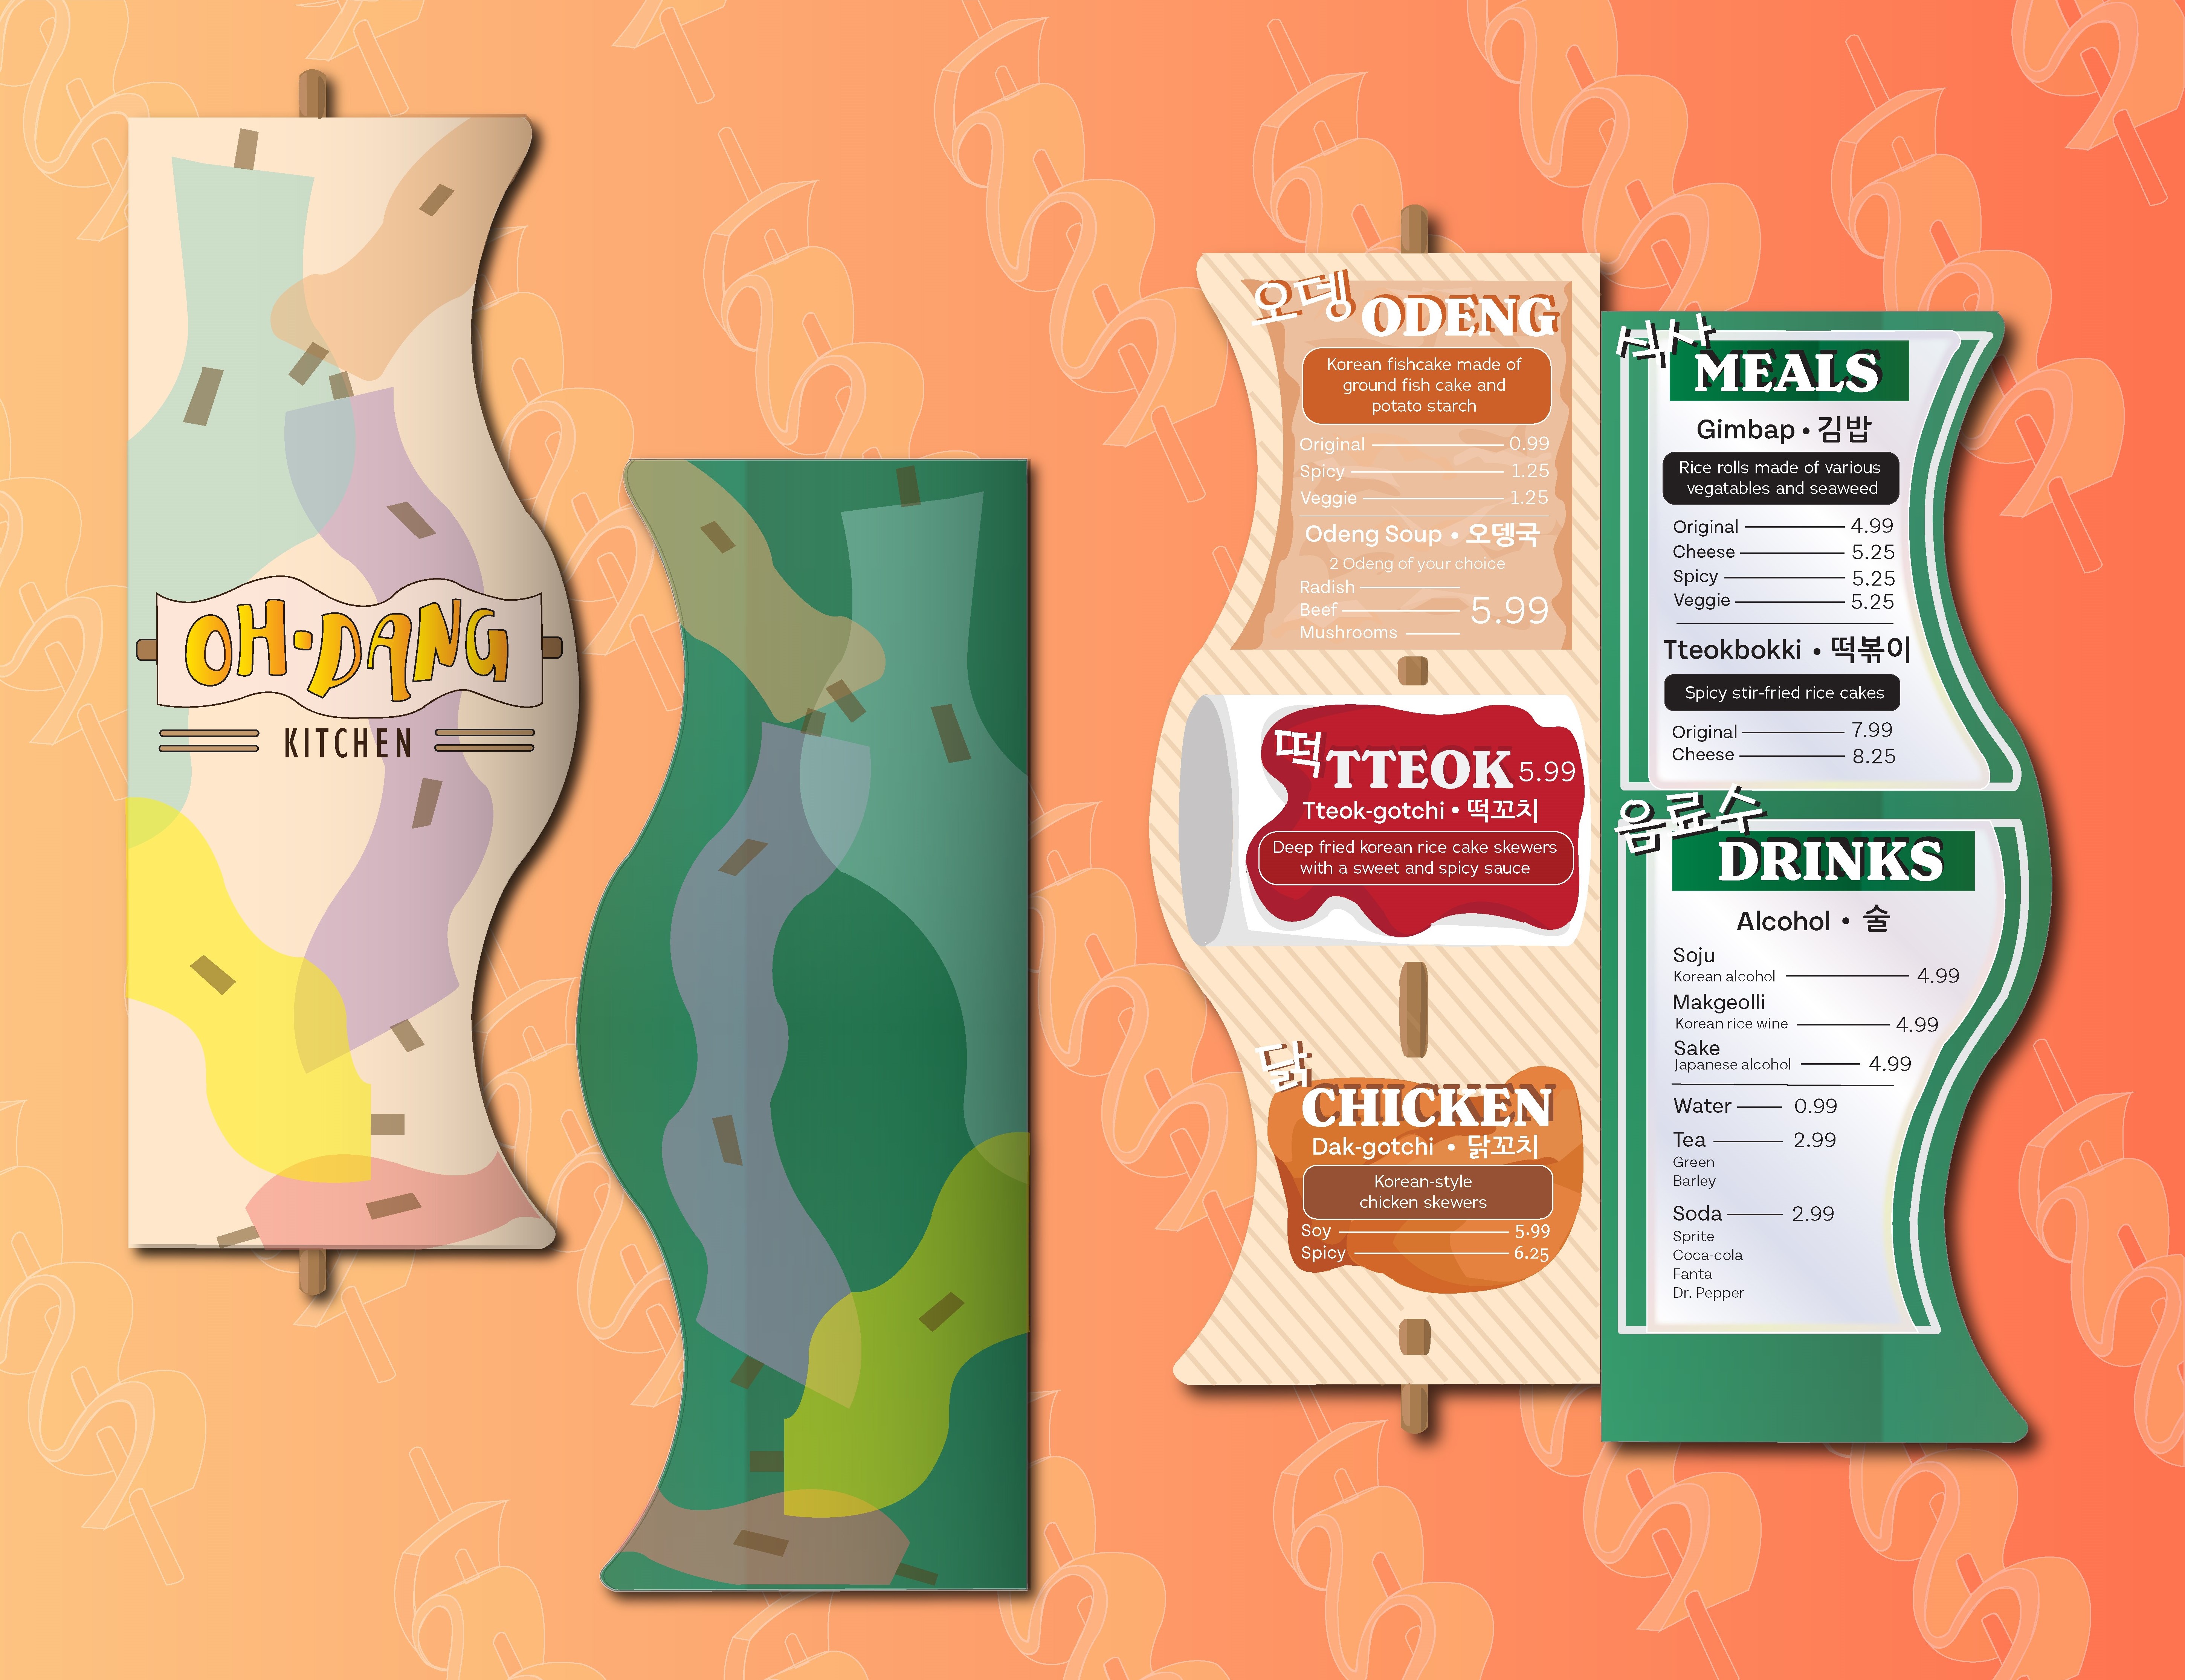 OH-DANG
KITCHEN
오뎅 ODENG
Korean fishcake made of
ground fish cake and
potato starch
Original 0.99
Spicy 1.25
Veggie 1.25
Odeng Soup • 오뎅국
2 Odeng of your choice
Radish
Beef 5.99
Mushrooms
떡 TTEOK 5.99
Tteok-gotchi • 떡꼬치
Deep fried korean rice cake skewers
with a sweet and spicy sauce
닭
CHICKEN
Dak-gotchi • 닭꼬치
Korean-style
chicken skewers
Soy 5.99
Spicy 6.25
식사
MEALS
Gimbap • 김밥
Rice rolls made of various
vegatables and seaweed
Original 4.99
Cheese 5.25
Spicy 5.25
Veggie 5.25
Tteokbokki • 떡볶이
Spicy stir-fried rice cakes
Original 7.99
Cheese 8.25
음료수
DRINKS
Alcohol • 술
Soju
Korean alcohol 4.99
Makgeolli
Korean rice wine 4.99
Sake
Japanese alcohol 4.99
Water 0.99
Tea 2.99
Green
Barley
Soda 2.99
Sprite
Coca-cola
Fanta
Dr. Pepper